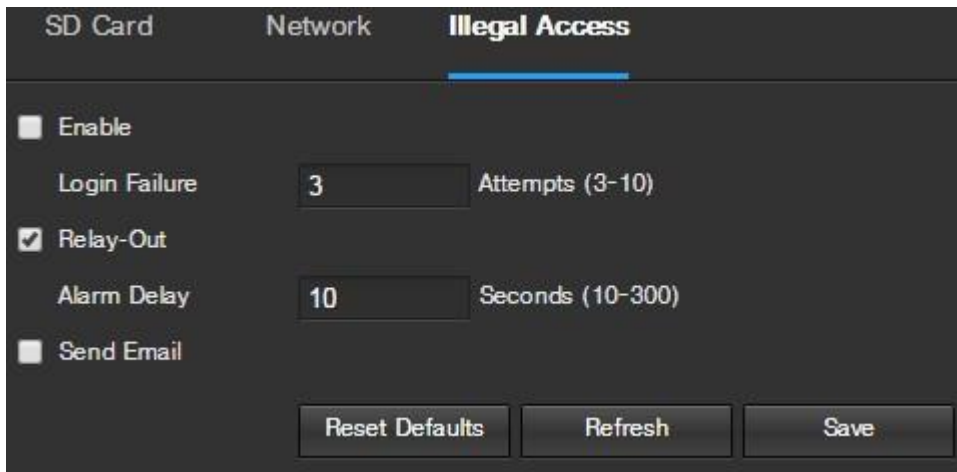 SD Card Network Illegal Access
Enable
Login Failure 3 Attempts (3-10)
Relay-Out
Alarm Delay 10 Seconds (10-300)
Send Email
Reset Defaults Refresh Save